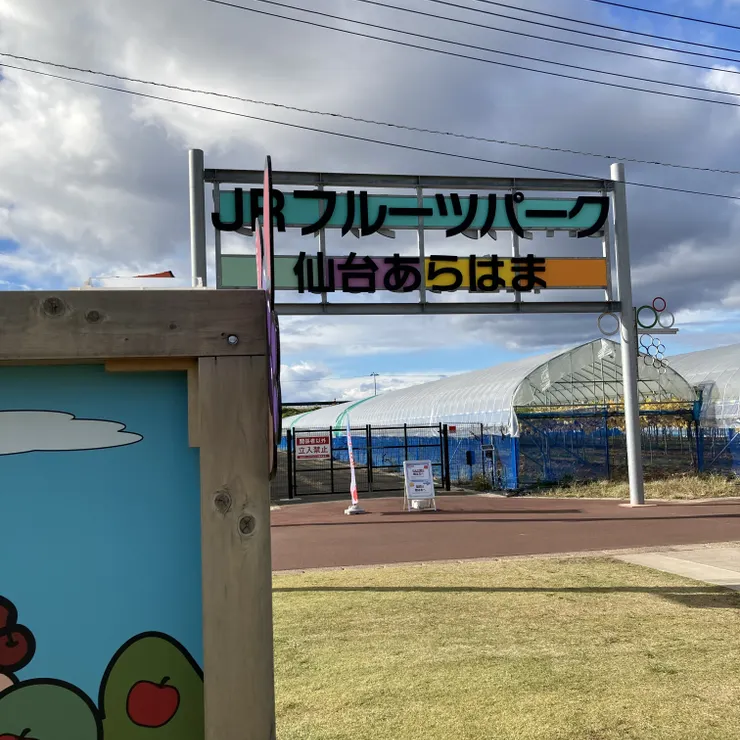 JRフルーツパーク
仙台あらはま
関係者以外
立入禁止